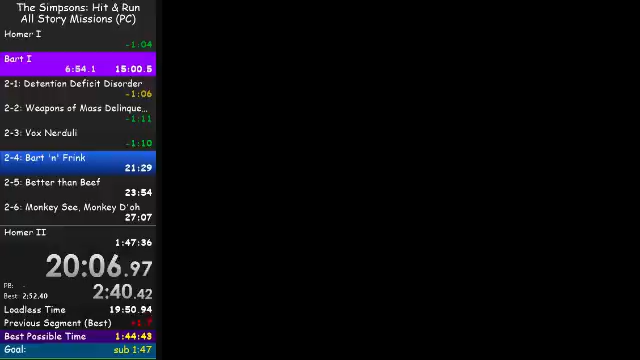 The Simpsons: Hit & Run
All Story Missions (PC)
Homer I
-1:04
Bart I
6:54.1 15:00.5
2-1: Detention Deficit Disorder
-1:06
2-2: Weapons of Mass Delinque...
-1:11
2-3: Vox Nerduli
-1:10
2-4: Bart 'n' Frink
21:29
2-5: Better than Beef
23:54
2-6: Monkey See, Monkey D'oh
27:07
Homer II
1:47:36
20:06.97
PB: -
Best: 2:52.40
2:40.42
Loadless Time 19:50.94
Previous Segment (Best) +1.7
Best Possible Time 1:44:43
Goal: sub 1:47